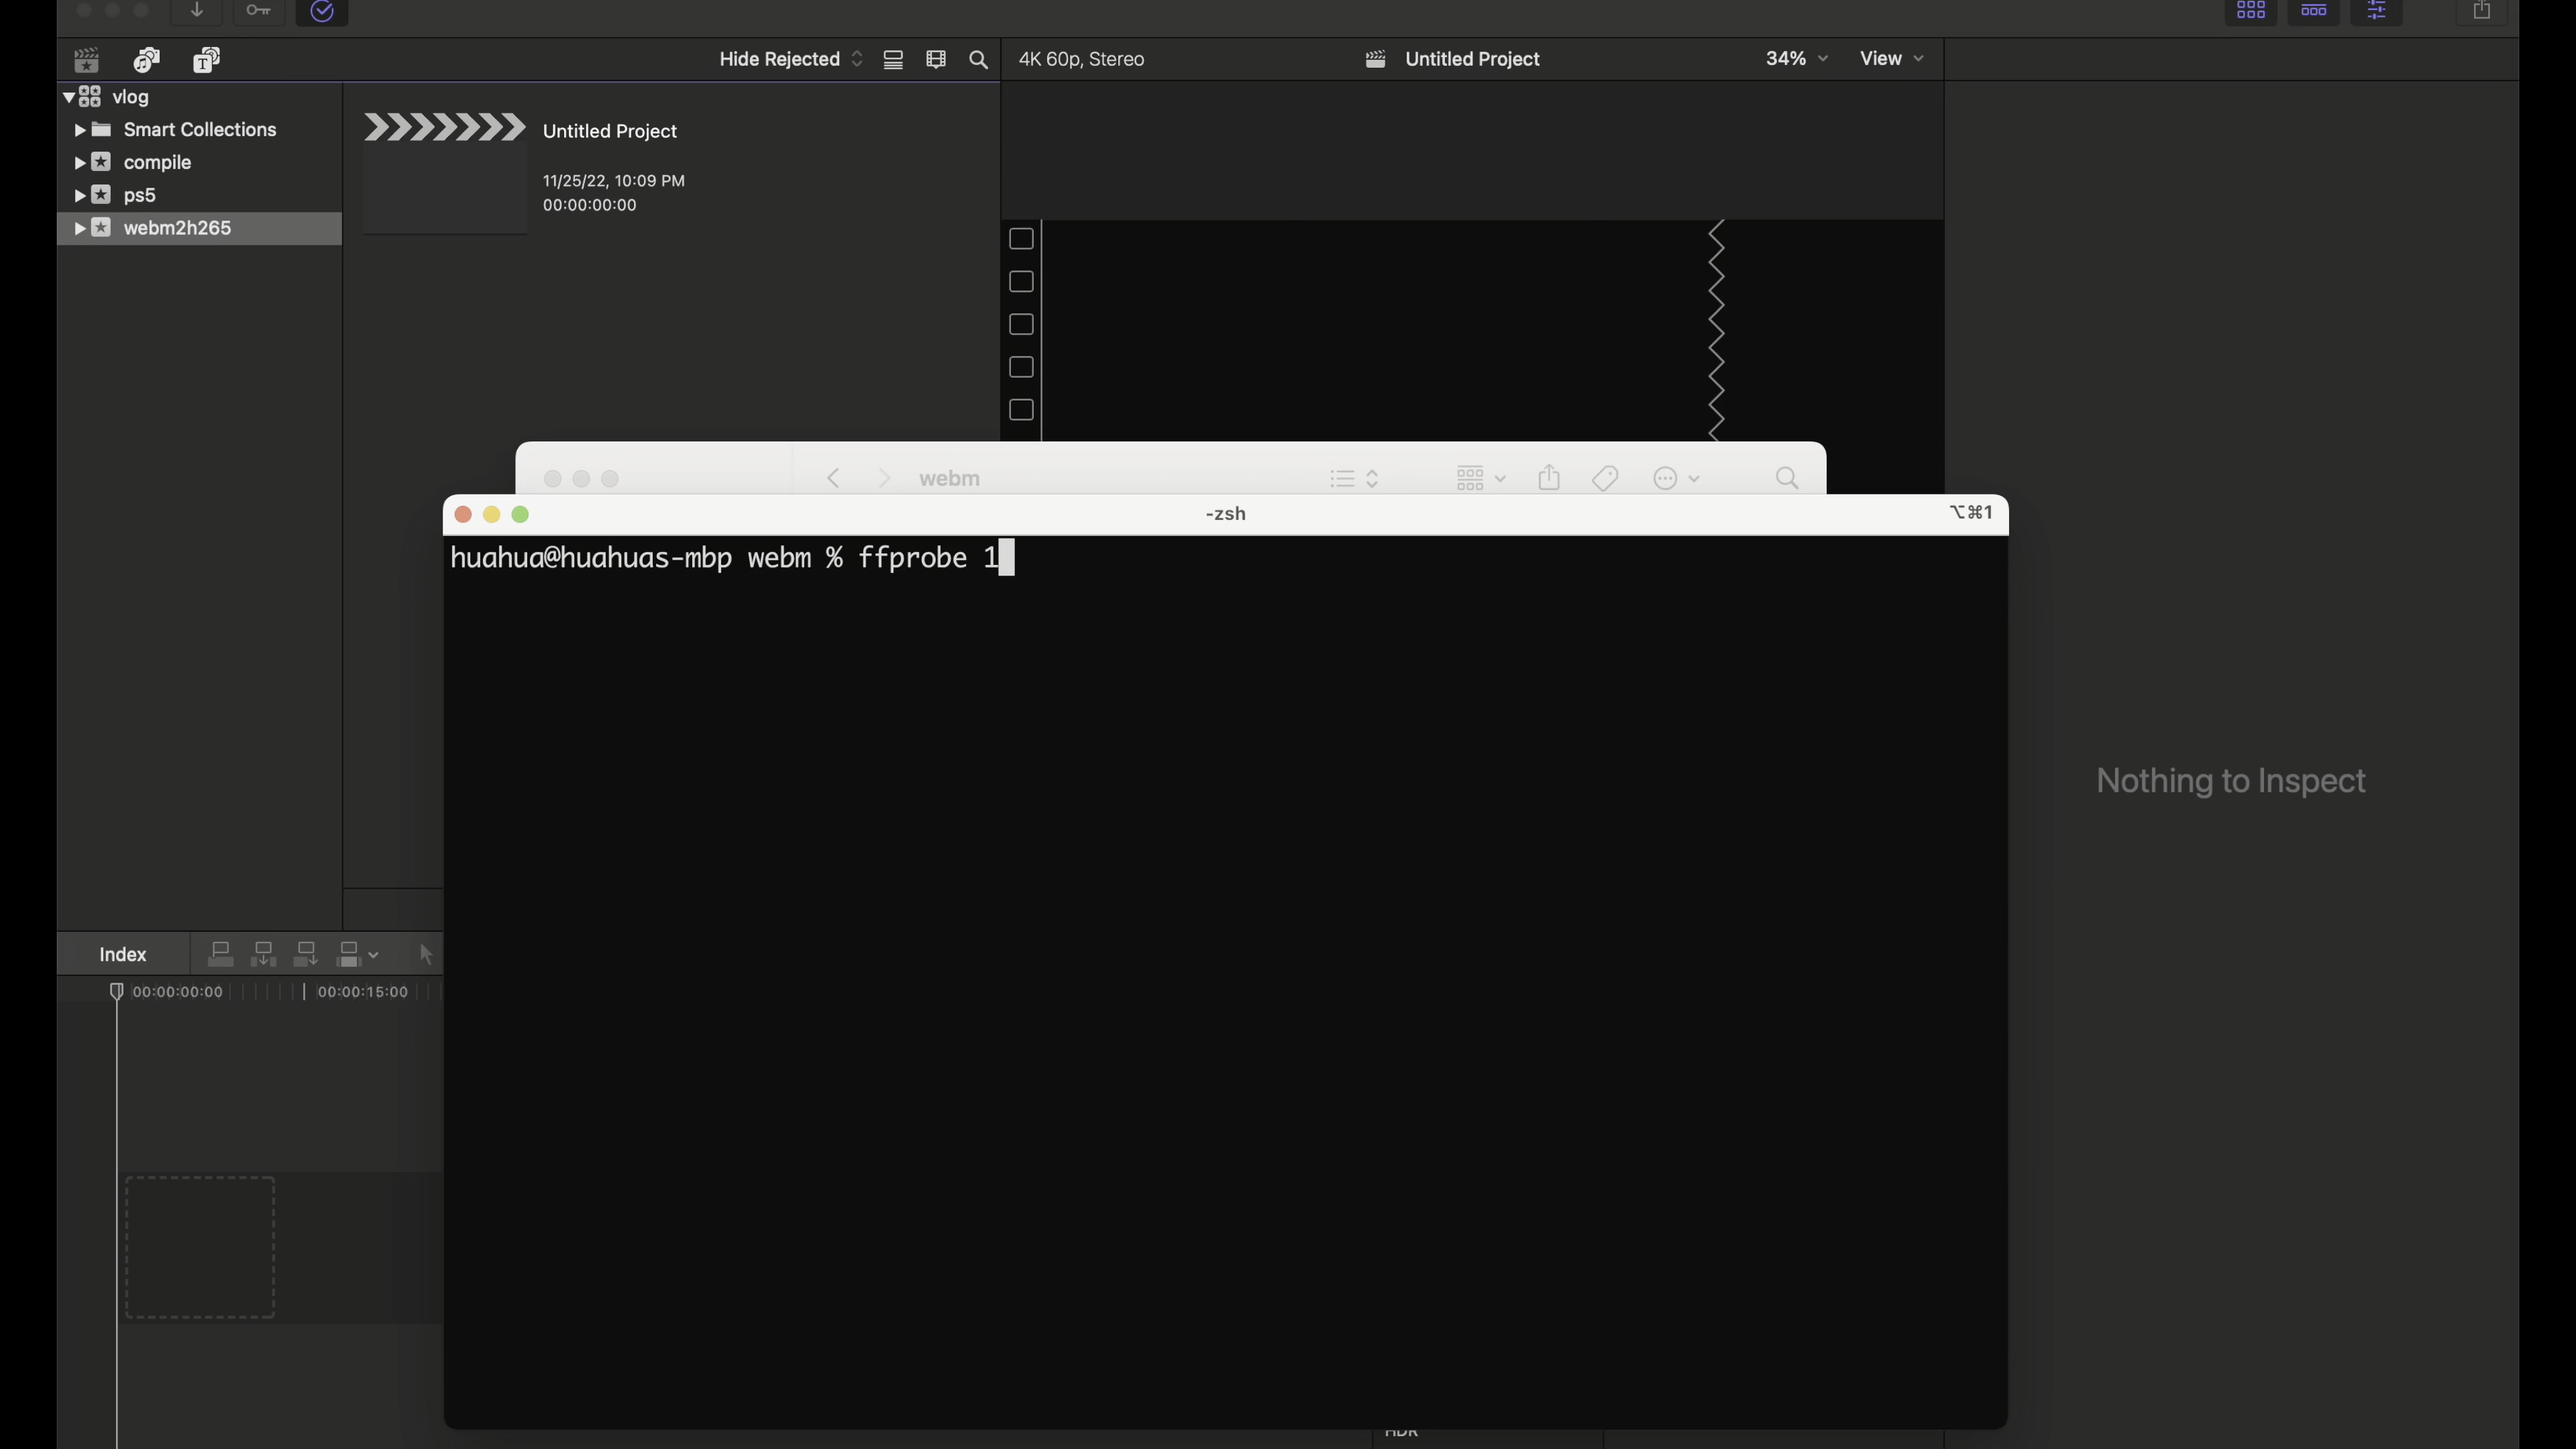 Hide Rejected
4K 60p, Stereo
Untitled Project
34%
View
vlog
Smart Collections
compile
ps5
webm2h265
Untitled Project
11/25/22, 10:09 PM
00:00:00:00
webm
-zsh
⌥⌘1
huahua@huahuas-mbp webm % ffprobe 1
Nothing to Inspect
Index
00:00:00:00
00:00:15:00
HDR